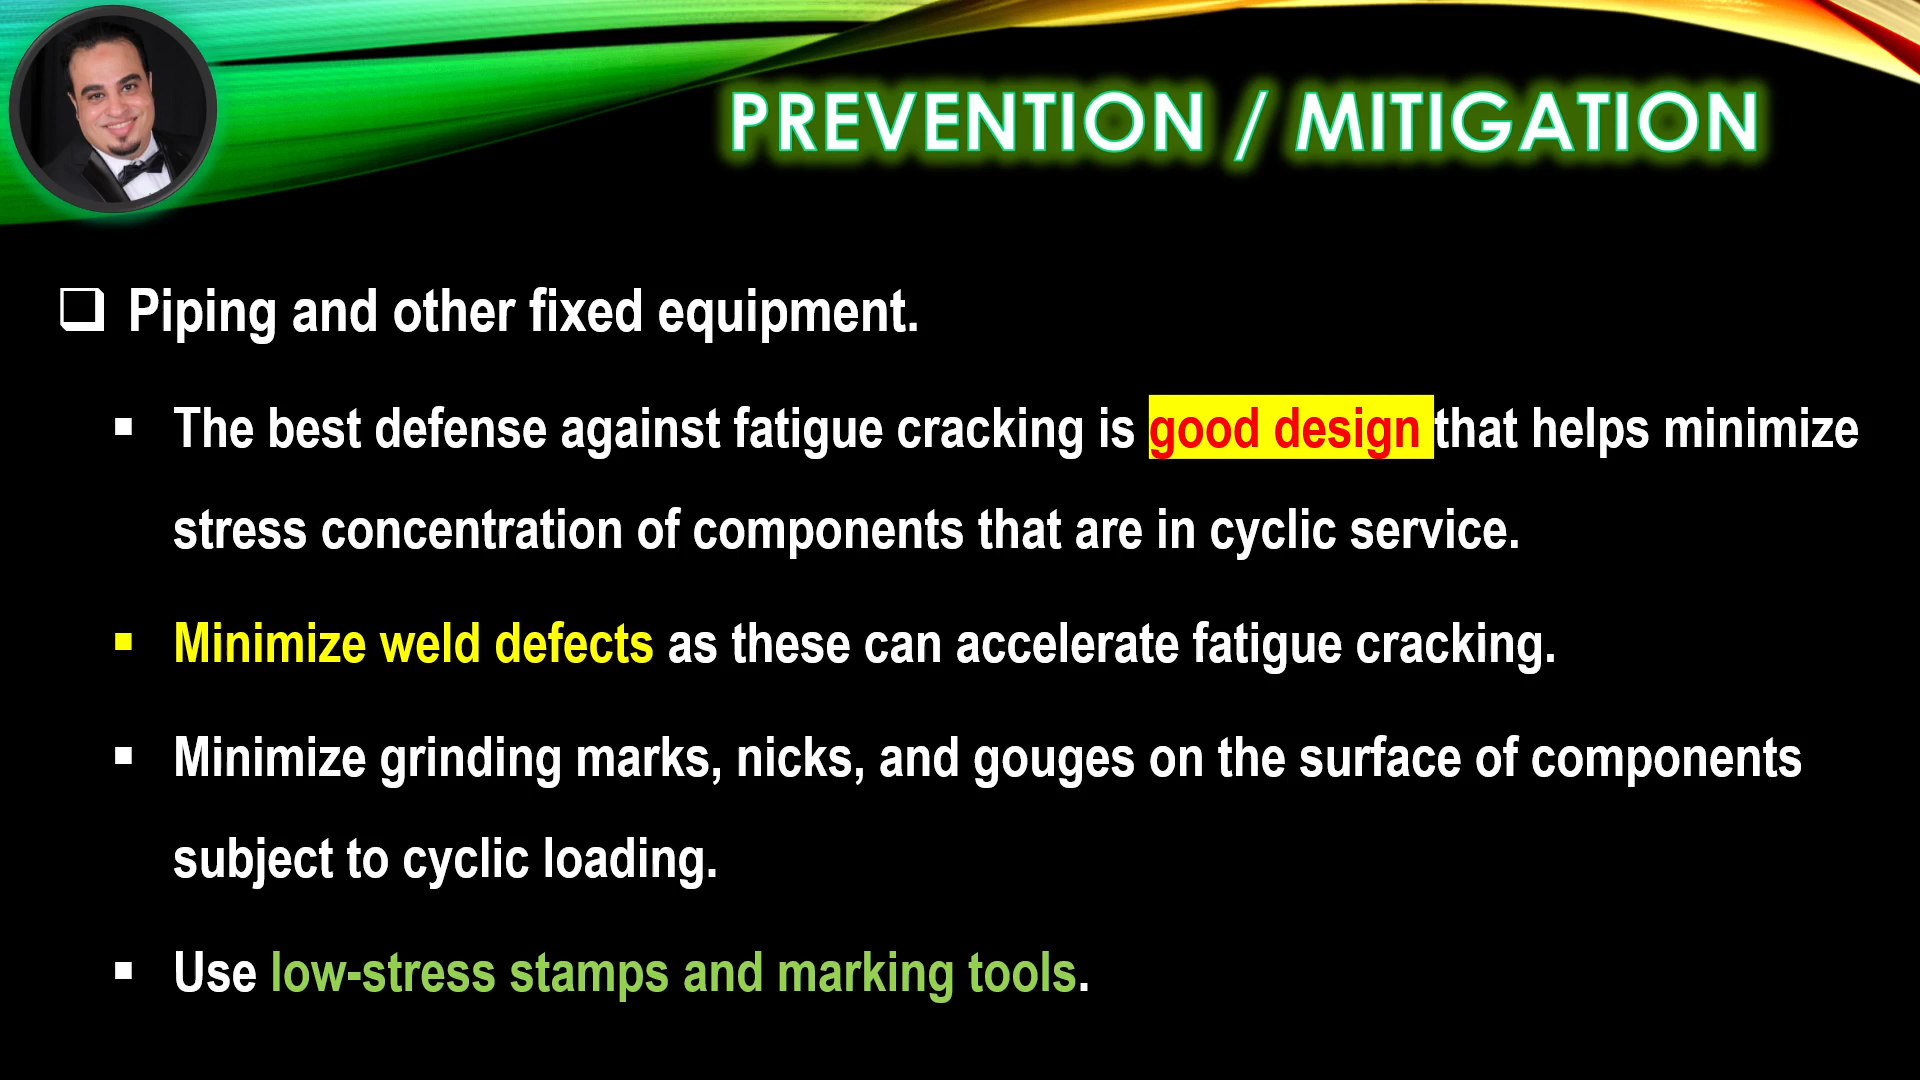 PREVENTION / MITIGATION
Piping and other fixed equipment.
The best defense against fatigue cracking is good design that helps minimize
stress concentration of components that are in cyclic service.
Minimize weld defects as these can accelerate fatigue cracking.
Minimize grinding marks, nicks, and gouges on the surface of components
subject to cyclic loading.
Use low-stress stamps and marking tools.